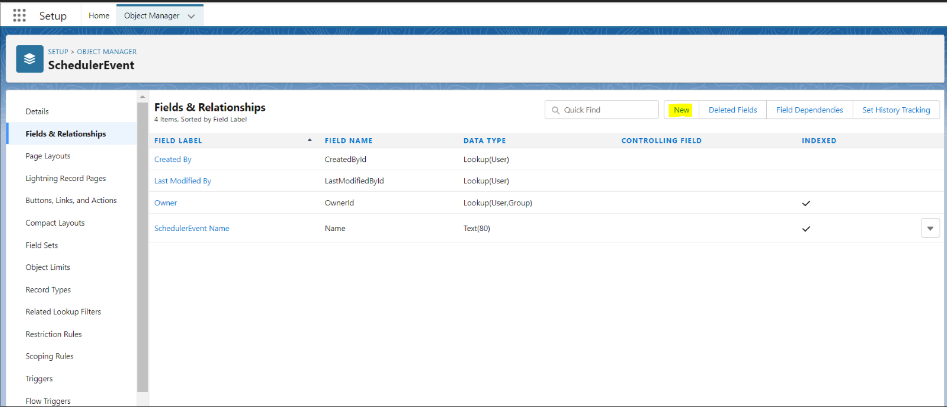 Setup Home Object Manager
SETUP > OBJECT MANAGER
SchedulerEvent
Details
Fields & Relationships
Page Layouts
Lightning Record Pages
Buttons, Links, and Actions
Compact Layouts
Field Sets
Object Limits
Record Types
Related Lookup Filters
Restriction Rules
Scoping Rules
Triggers
Flow Triggers
Fields & Relationships
4 Items, Sorted by Field Label
Quick Find New Deleted Fields Field Dependencies Set History Tracking
FIELD LABEL FIELD NAME DATA TYPE CONTROLLING FIELD INDEXED
Created By CreatedById Lookup(User)
Last Modified By LastModifiedById Lookup(User)
Owner OwnerId Lookup(User,Group)
SchedulerEvent Name Name Text(80)